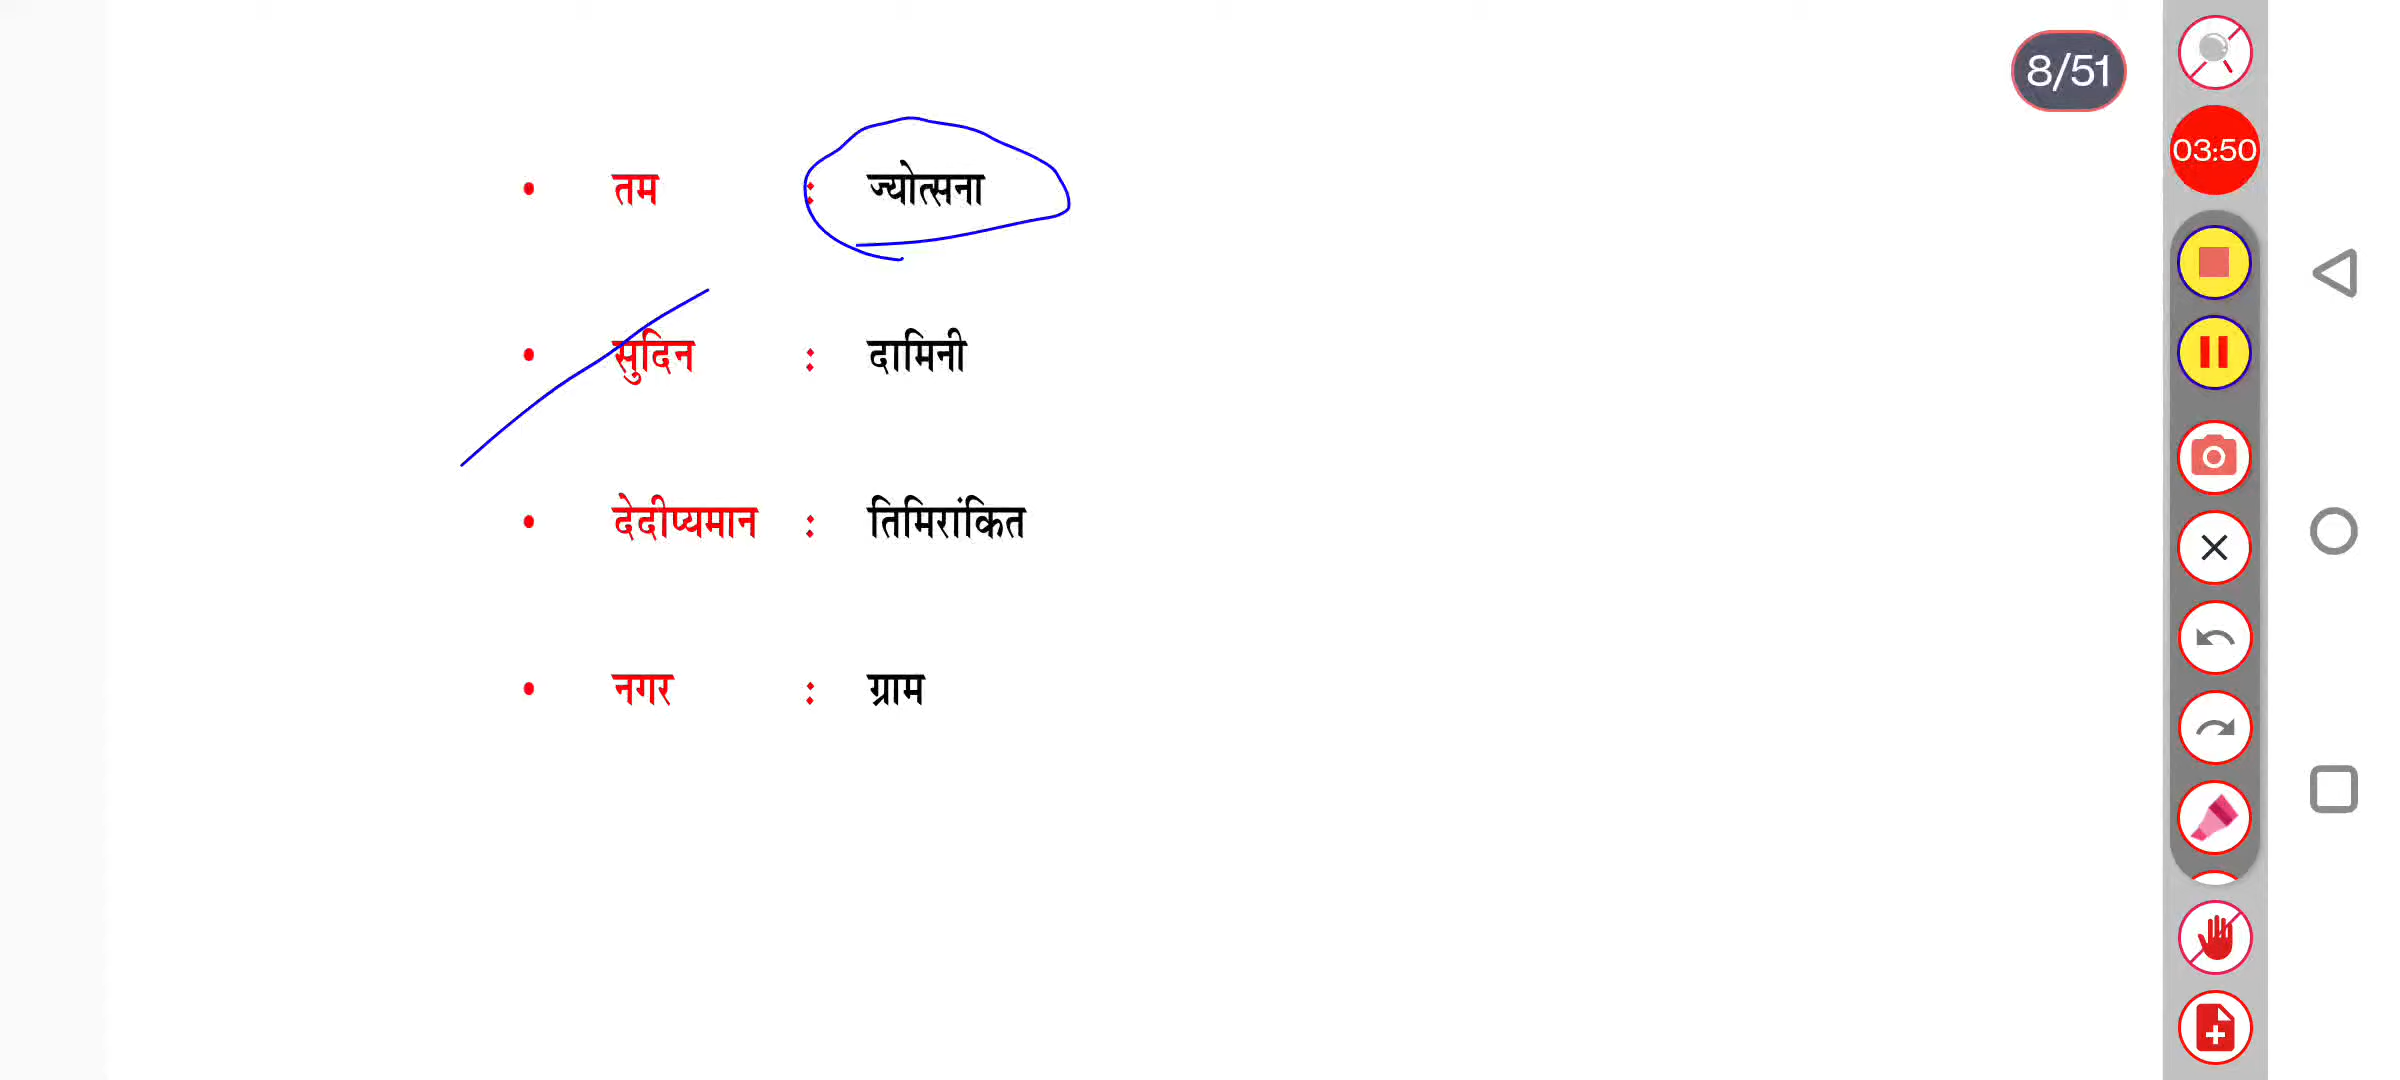 8/51
03:50
• तम : ज्योत्सना
• सुदिन : दामिनी
• देदीप्यमान : तिमिरांकित
• नगर : ग्राम